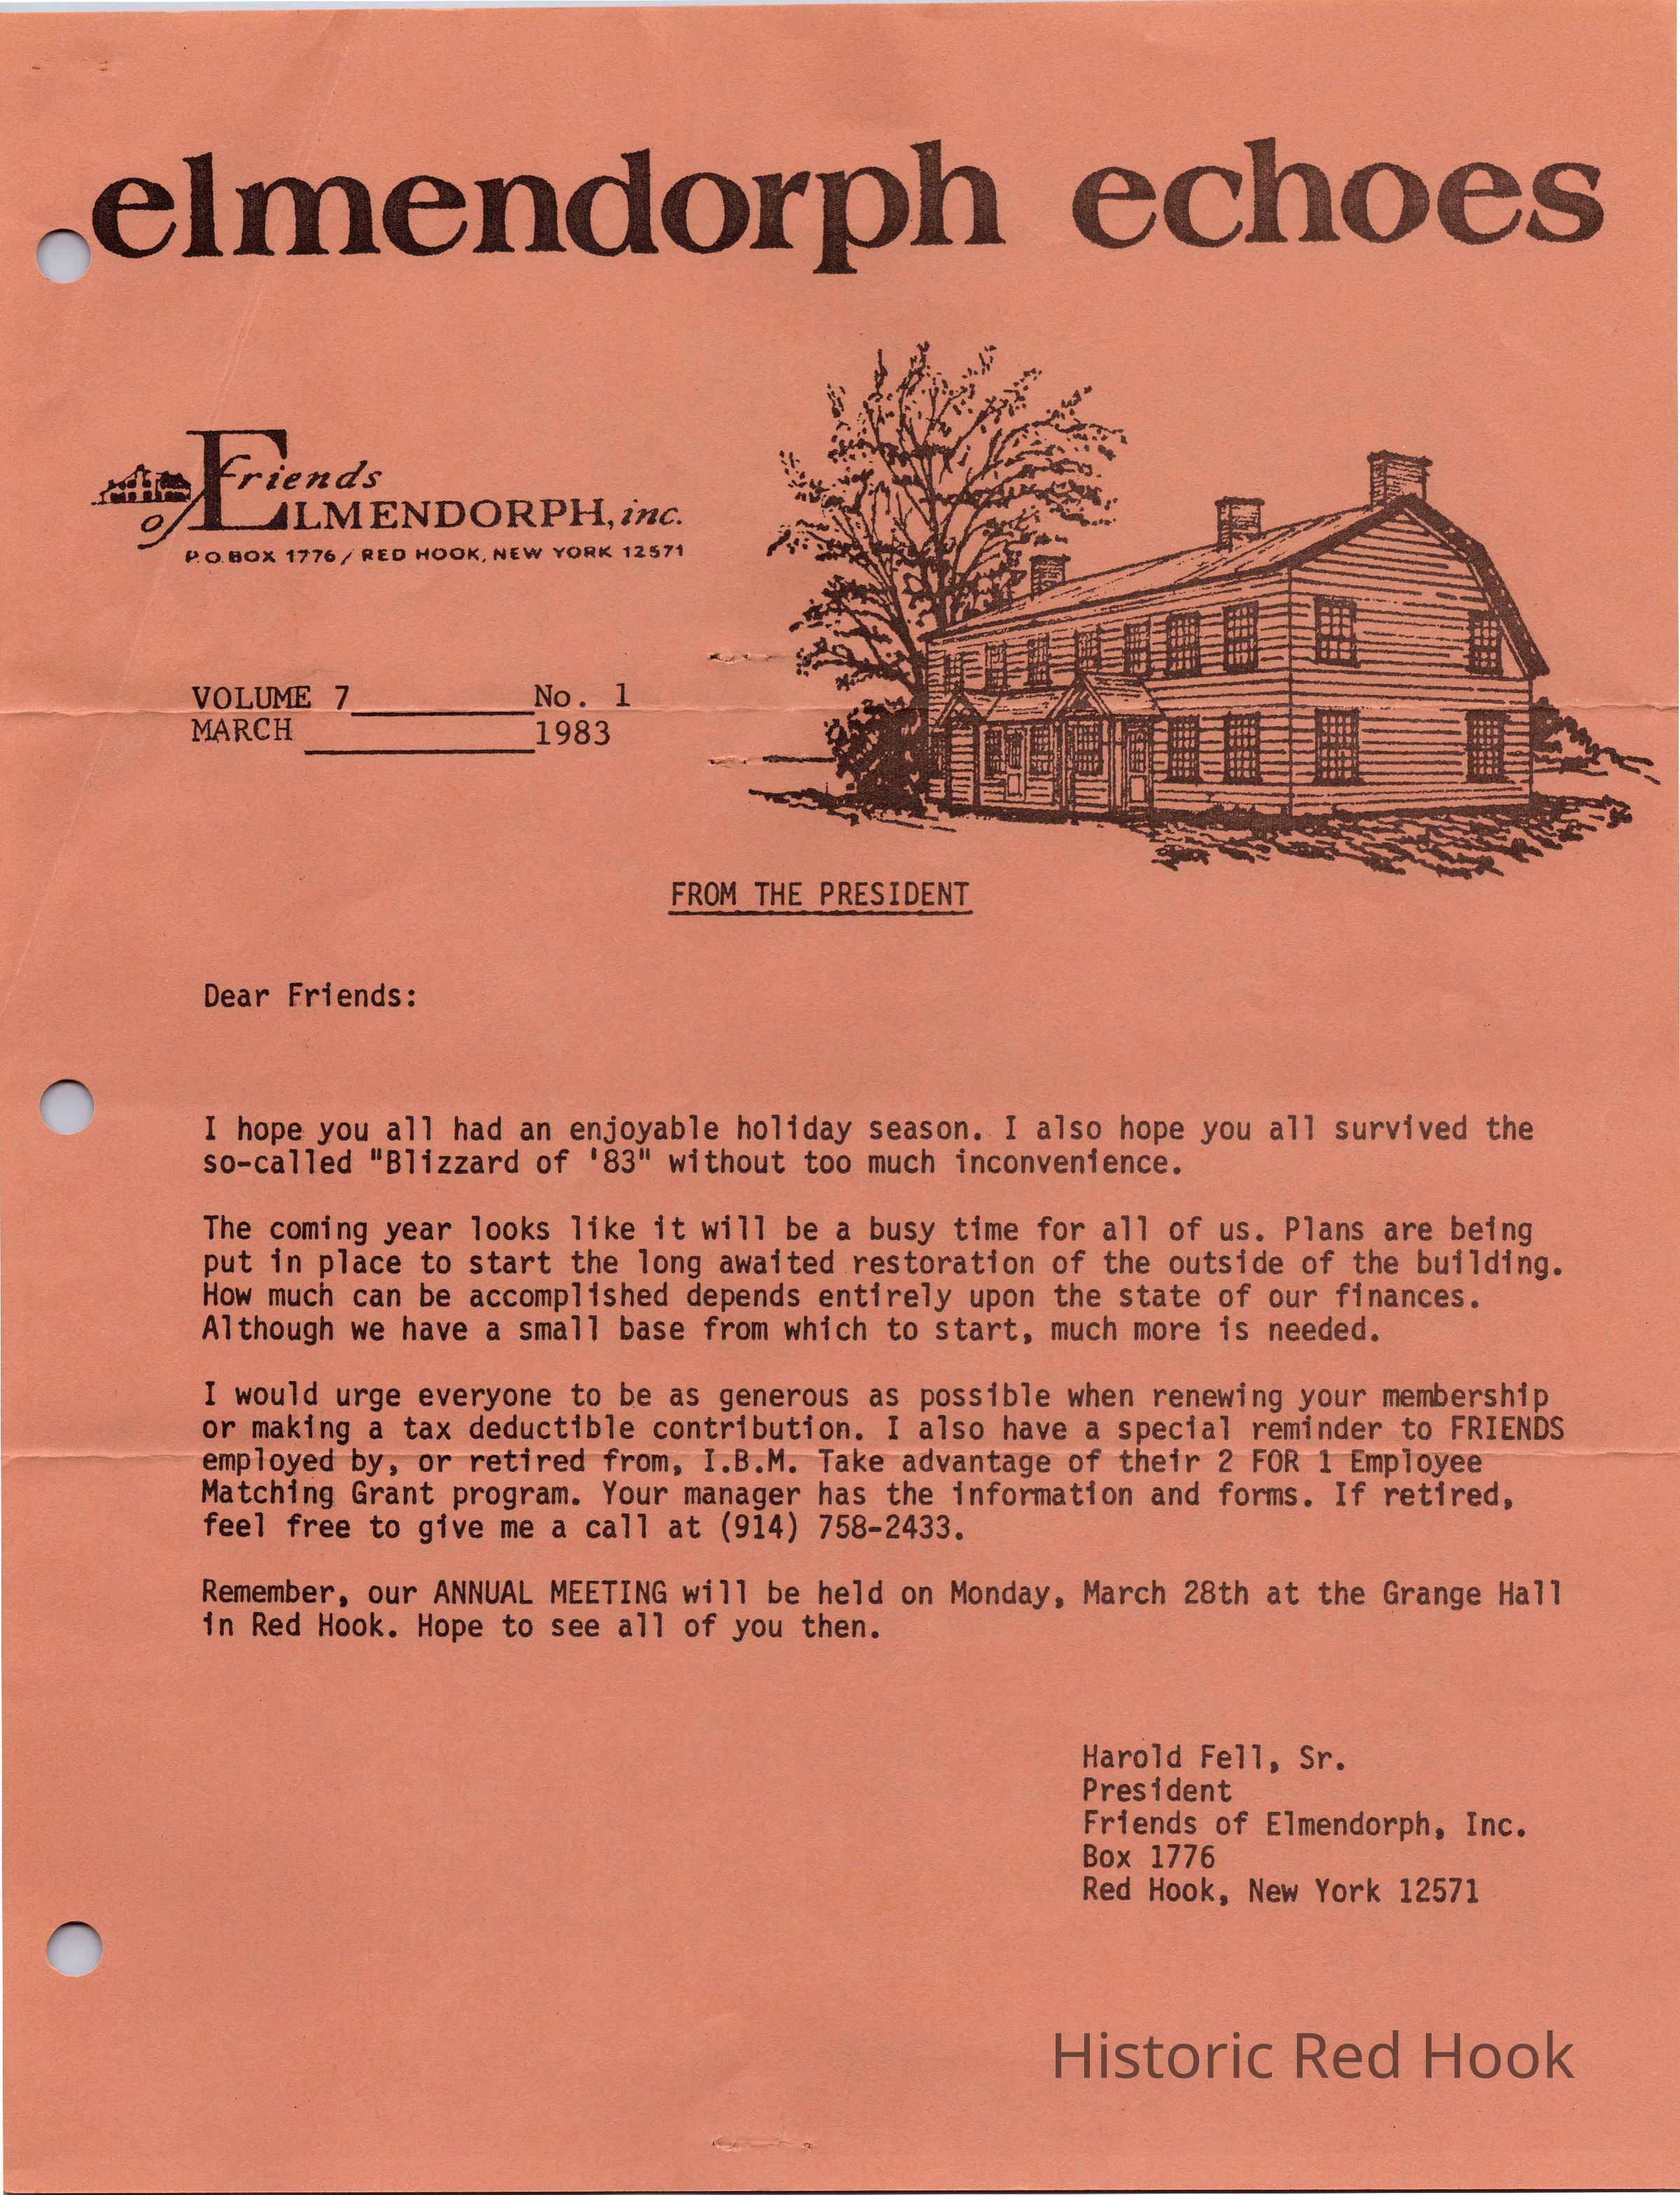 elmendorph echoes
Friends
of ELMENDORPH, inc.
P.O. BOX 1776 / RED HOOK, NEW YORK 12571
VOLUME 7 No. 1
MARCH 1983
FROM THE PRESIDENT
Dear Friends:
I hope you all had an enjoyable holiday season. I also hope you all survived the
so-called "Blizzard of '83" without too much inconvenience.
The coming year looks like it will be a busy time for all of us. Plans are being
put in place to start the long awaited restoration of the outside of the building.
How much can be accomplished depends entirely upon the state of our finances.
Although we have a small base from which to start, much more is needed.
I would urge everyone to be as generous as possible when renewing your membership
or making a tax deductible contribution. I also have a special reminder to FRIENDS
employed by, or retired from, I.B.M. Take advantage of their 2 FOR 1 Employee
Matching Grant program. Your manager has the information and forms. If retired,
feel free to give me a call at (914) 758-2433.
Remember, our ANNUAL MEETING will be held on Monday, March 28th at the Grange Hall
in Red Hook. Hope to see all of you then.
Harold Fell, Sr.
President
Friends of Elmendorph, Inc.
Box 1776
Red Hook, New York 12571
Historic Red Hook